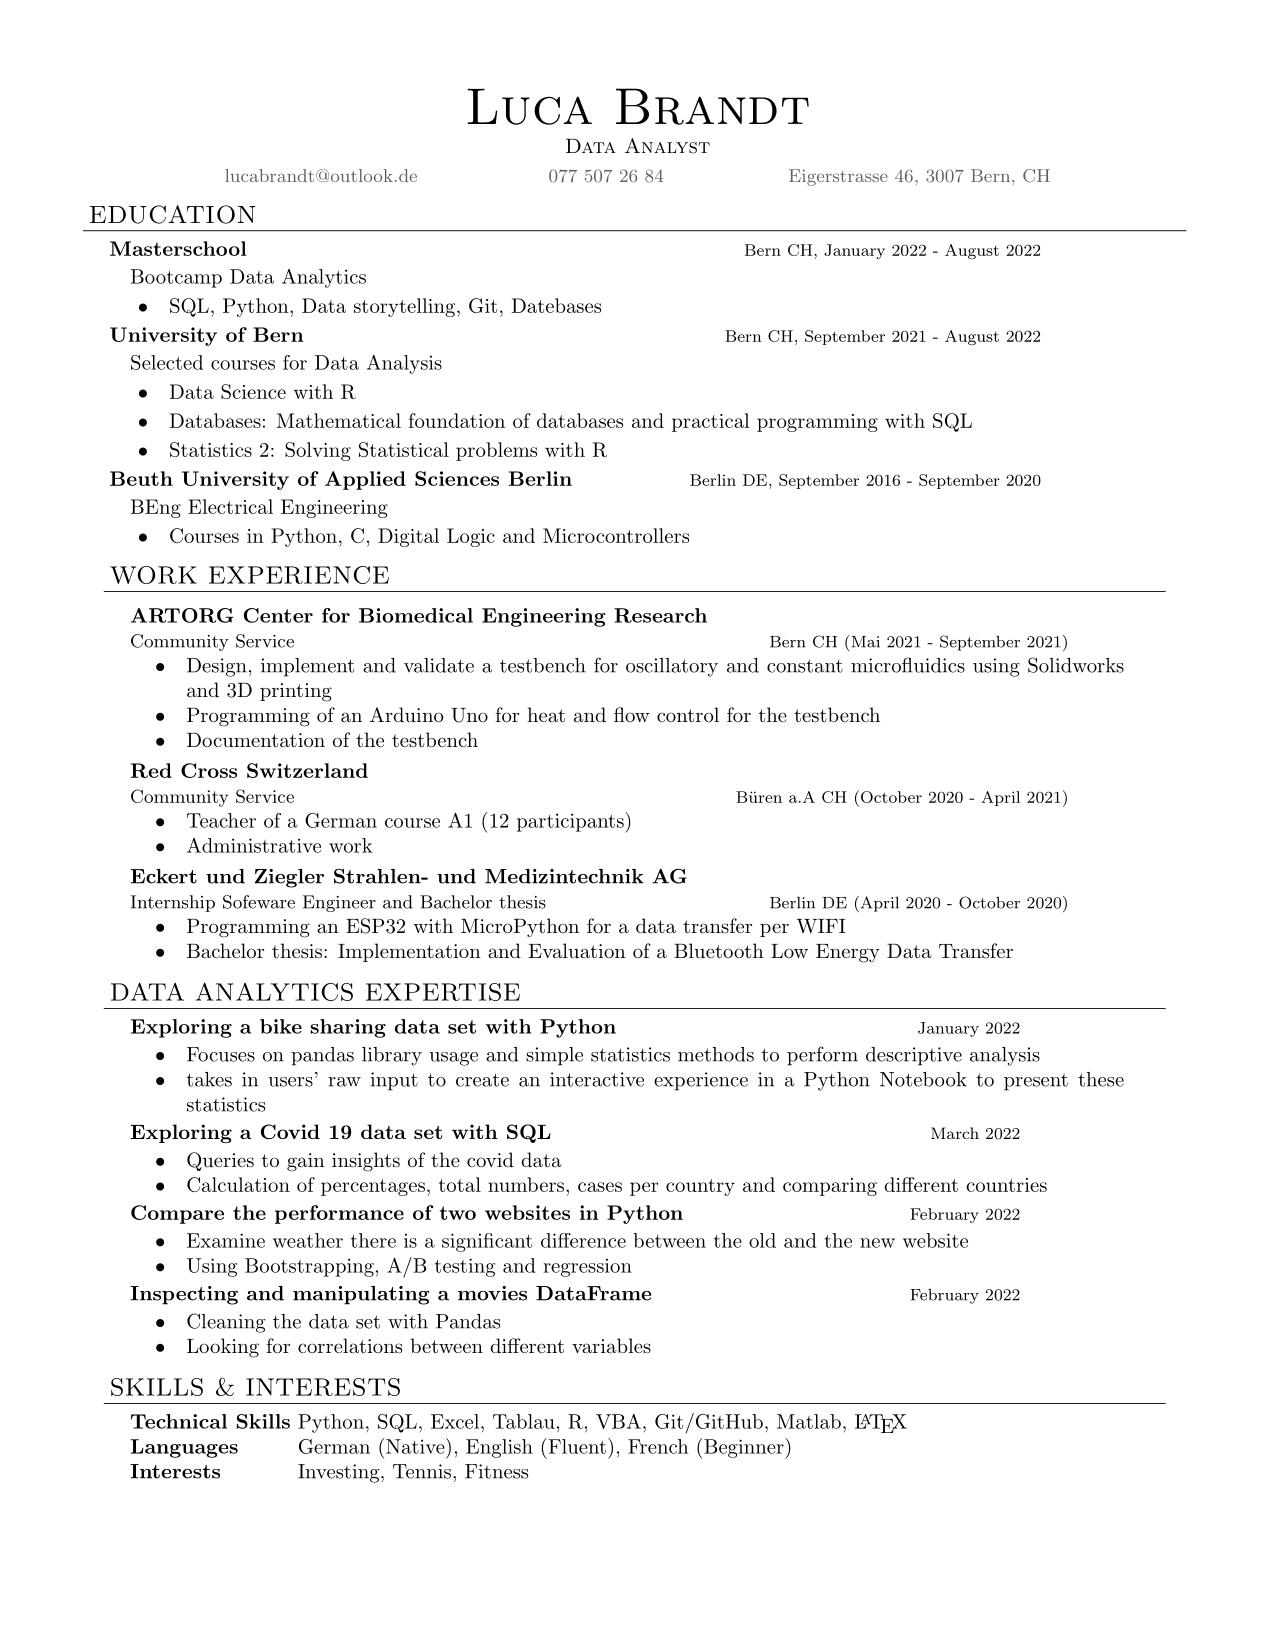 Luca Brandt
Data Analyst
lucabrandt@outlook.de 077 507 26 84 Eigerstrasse 46, 3007 Bern, CH
EDUCATION
Masterschool Bern CH, January 2022 - August 2022
Bootcamp Data Analytics
• SQL, Python, Data storytelling, Git, Datebases
University of Bern Bern CH, September 2021 - August 2022
Selected courses for Data Analysis
• Data Science with R
• Databases: Mathematical foundation of databases and practical programming with SQL
• Statistics 2: Solving Statistical problems with R
Beuth University of Applied Sciences Berlin Berlin DE, September 2016 - September 2020
BEng Electrical Engineering
• Courses in Python, C, Digital Logic and Microcontrollers
WORK EXPERIENCE
ARTORG Center for Biomedical Engineering Research
Community Service Bern CH (Mai 2021 - September 2021)
• Design, implement and validate a testbench for oscillatory and constant microfluidics using Solidworks
and 3D printing
• Programming of an Arduino Uno for heat and flow control for the testbench
• Documentation of the testbench
Red Cross Switzerland
Community Service Büren a.A CH (October 2020 - April 2021)
• Teacher of a German course A1 (12 participants)
• Administrative work
Eckert und Ziegler Strahlen- und Medizintechnik AG
Internship Sofeware Engineer and Bachelor thesis Berlin DE (April 2020 - October 2020)
• Programming an ESP32 with MicroPython for a data transfer per WIFI
• Bachelor thesis: Implementation and Evaluation of a Bluetooth Low Energy Data Transfer
DATA ANALYTICS EXPERTISE
Exploring a bike sharing data set with Python January 2022
• Focuses on pandas library usage and simple statistics methods to perform descriptive analysis
• takes in users' raw input to create an interactive experience in a Python Notebook to present these
statistics
Exploring a Covid 19 data set with SQL March 2022
• Queries to gain insights of the covid data
• Calculation of percentages, total numbers, cases per country and comparing different countries
Compare the performance of two websites in Python February 2022
• Examine weather there is a significant difference between the old and the new website
• Using Bootstrapping, A/B testing and regression
Inspecting and manipulating a movies DataFrame February 2022
• Cleaning the data set with Pandas
• Looking for correlations between different variables
SKILLS & INTERESTS
Technical Skills Python, SQL, Excel, Tablau, R, VBA, Git/GitHub, Matlab, LATEX
Languages German (Native), English (Fluent), French (Beginner)
Interests Investing, Tennis, Fitness